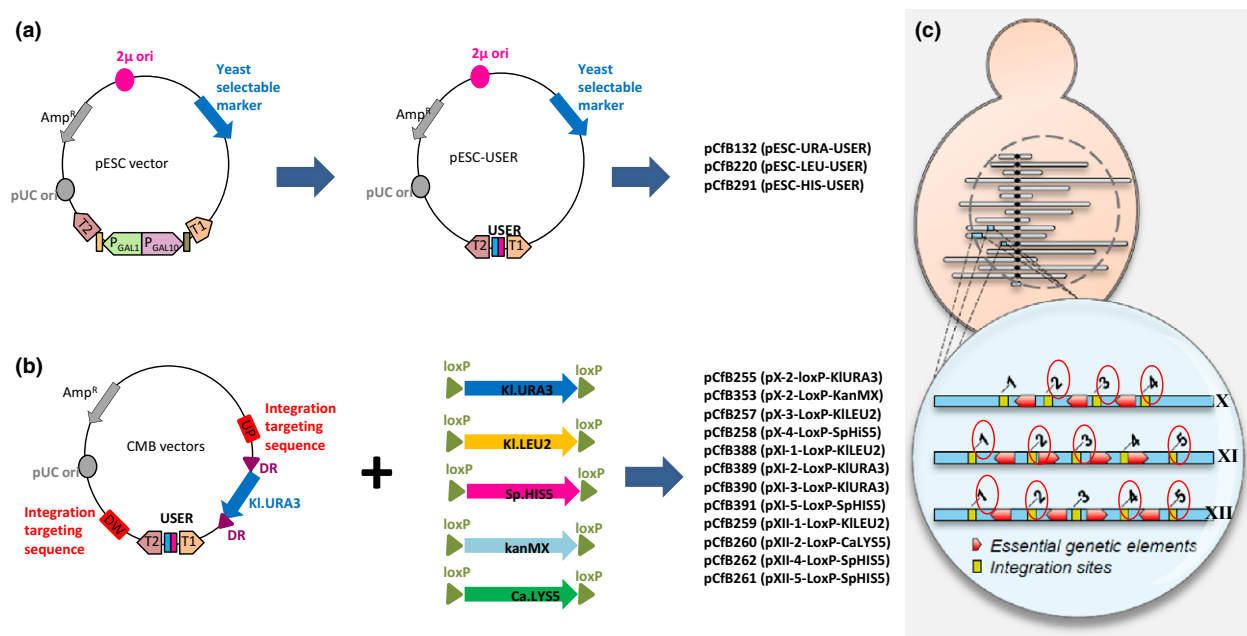 (a)
2μ ori
Yeast
selectable
marker
AmpR
pESC vector
pUC ori
T2
PGAL1
PGAL10
T1
2μ ori
Yeast
selectable
marker
AmpR
pESC-USER
pUC ori
USER
T2
T1
pCfB132 (pESC-URA-USER)
pCfB220 (pESC-LEU-USER)
pCfB291 (pESC-HIS-USER)
(b)
AmpR
CMB vectors
pUC ori
Integration
targeting
sequence
UP
DR
Kl.URA3
DR
Integration
targeting
sequence
DW
USER
T2
T1
+
loxP
loxP
Kl.URA3
loxP
loxP
Kl.LEU2
loxP
loxP
Sp.HIS5
loxP
loxP
kanMX
loxP
loxP
Ca.LYS5
pCfB255 (pX-2-loxP-KlURA3)
pCfB353 (pX-2-LoxP-KanMX)
pCfB257 (pX-3-LoxP-KlLEU2)
pCfB258 (pX-4-LoxP-SpHiS5)
pCfB388 (pXI-1-LoxP-KlLEU2)
pCfB389 (pXI-2-LoxP-KlURA3)
pCfB390 (pXI-3-LoxP-KlURA3)
pCfB391 (pXI-5-LoxP-SpHIS5)
pCfB259 (pXII-1-LoxP-KlLEU2)
pCfB260 (pXII-2-LoxP-CaLYS5)
pCfB262 (pXII-4-LoxP-SpHIS5)
pCfB261 (pXII-5-LoxP-SpHIS5)
(c)
1 2 3 4 X
1 2 3 4 5 XI
1 2 3 4 5 XII
Essential genetic elements
Integration sites